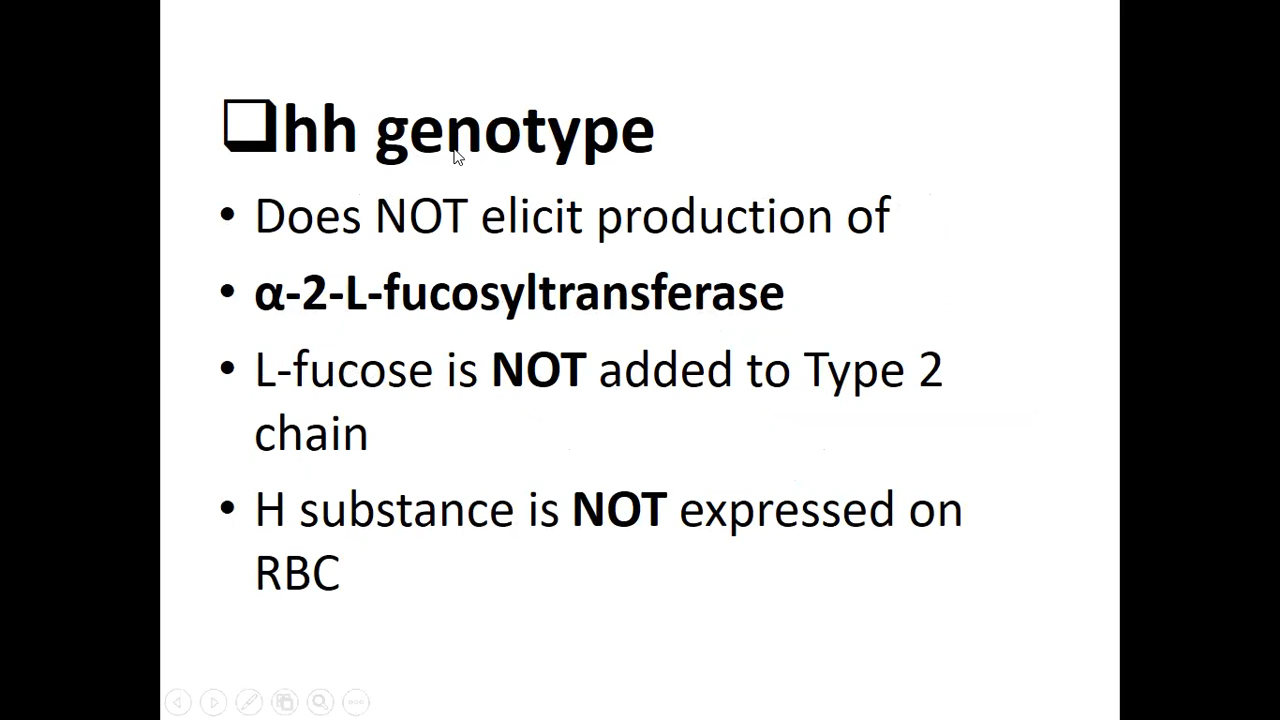 ❑hh genotype
• Does NOT elicit production of
• α-2-L-fucosyltransferase
• L-fucose is NOT added to Type 2
chain
• H substance is NOT expressed on
RBC